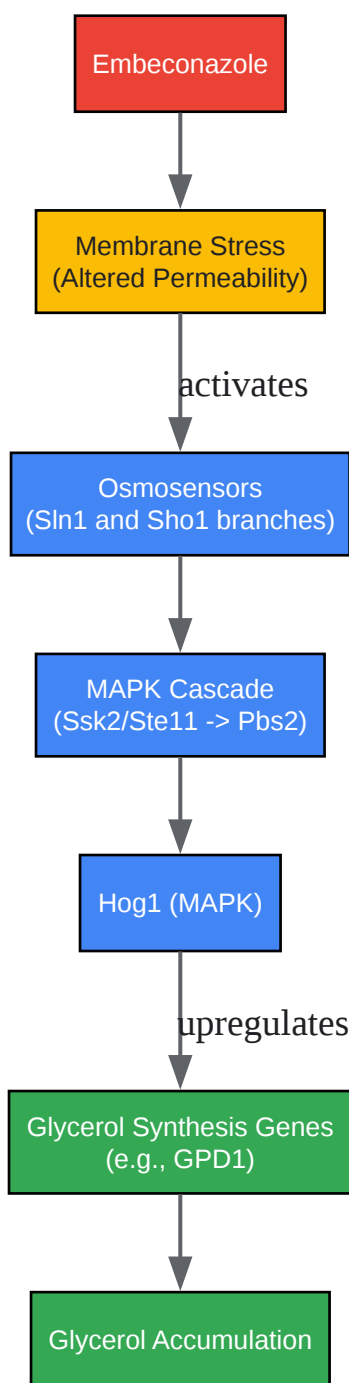 Embeconazole
Membrane Stress
(Altered Permeability)
activates
Osmosensors
(Sln1 and Sho1 branches)
MAPK Cascade
(Ssk2/Ste11 -> Pbs2)
Hog1 (MAPK)
upregulates
Glycerol Synthesis Genes
(e.g., GPD1)
Glycerol Accumulation